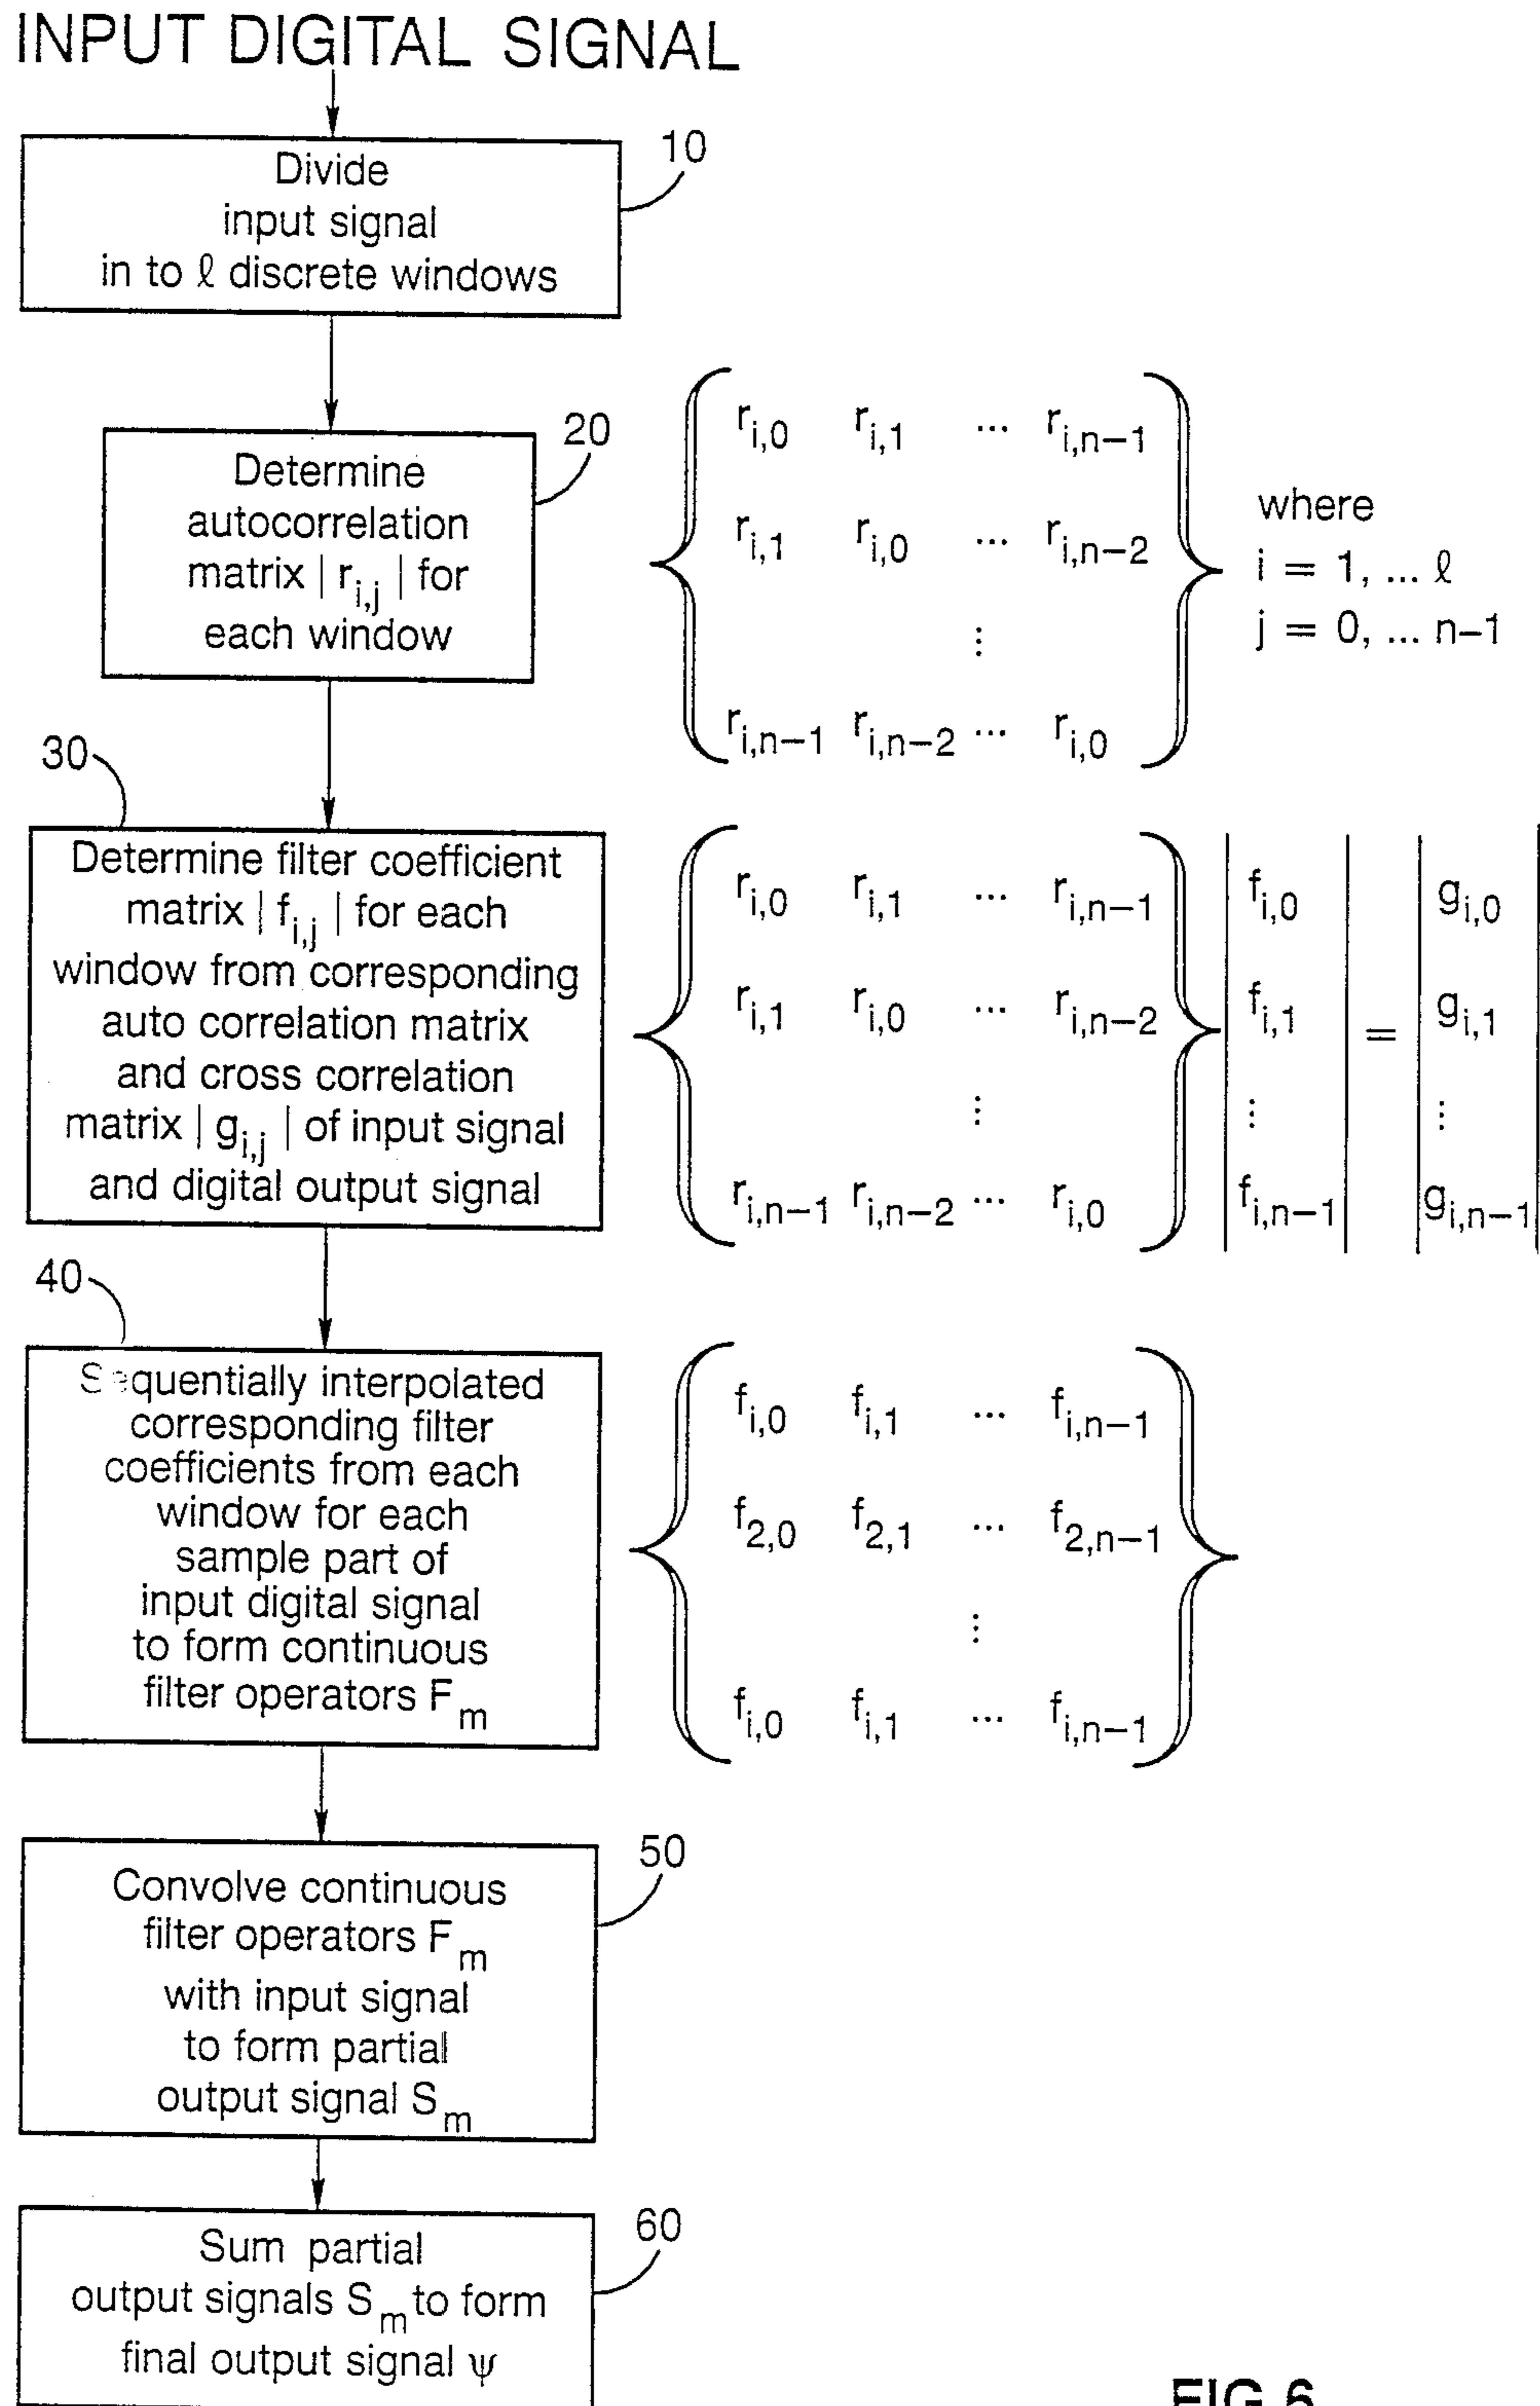 INPUT DIGITAL SIGNAL
10
Divide
input signal
in to ℓ discrete windows
20
Determine
autocorrelation
matrix | r_{i,j} | for
each window
r_{i,0} r_{i,1} ... r_{i,n-1}
r_{i,1} r_{i,0} ... r_{i,n-2}
⋮
r_{i,n-1} r_{i,n-2} ... r_{i,0}
where
i = 1, ... ℓ
j = 0, ... n-1
30
Determine filter coefficient
matrix | f_{i,j} | for each
window from corresponding
auto correlation matrix
and cross correlation
matrix | g_{i,j} | of input signal
and digital output signal
r_{i,0} r_{i,1} ... r_{i,n-1} f_{i,0} g_{i,0}
r_{i,1} r_{i,0} ... r_{i,n-2} f_{i,1} = g_{i,1}
⋮ ⋮ ⋮
r_{i,n-1} r_{i,n-2} ... r_{i,0} f_{i,n-1} g_{i,n-1}
40
Sequentially interpolated
corresponding filter
coefficients from each
window for each
sample part of
input digital signal
to form continuous
filter operators F_m
f_{i,0} f_{i,1} ... f_{i,n-1}
f_{2,0} f_{2,1} ... f_{2,n-1}
⋮
f_{i,0} f_{i,1} ... f_{i,n-1}
50
Convolve continuous
filter operators F_m
with input signal
to form partial
output signal S_m
60
Sum partial
output signals S_m to form
final output signal ψ
FIG.6